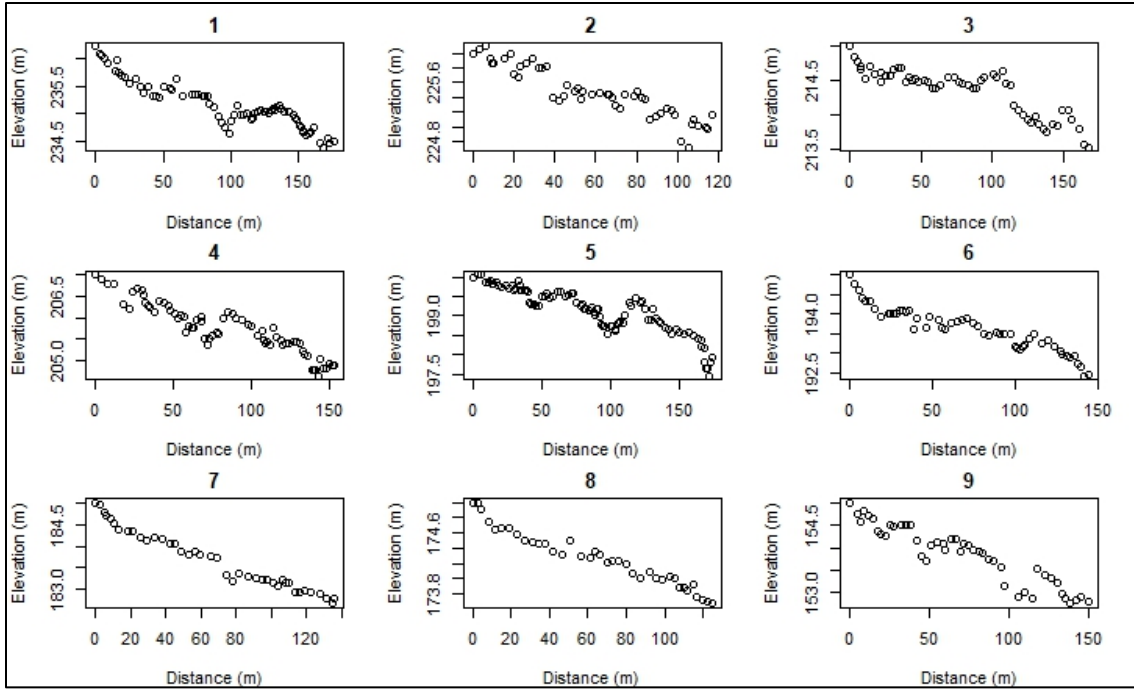 1 2 3
Elevation (m) 234.5 235.5 Elevation (m) 224.8 225.6 Elevation (m) 213.5 214.5
0 50 100 150 0 20 40 60 80 100 120 0 50 100 150
Distance (m) Distance (m) Distance (m)
4 5 6
Elevation (m) 205.0 206.5 Elevation (m) 197.5 199.0 Elevation (m) 192.5 194.0
0 50 100 150 0 50 100 150 0 50 100 150
Distance (m) Distance (m) Distance (m)
7 8 9
Elevation (m) 183.0 184.5 Elevation (m) 173.8 174.6 Elevation (m) 153.0 154.5
0 20 40 60 80 120 0 20 40 60 80 100 0 50 100 150
Distance (m) Distance (m) Distance (m)